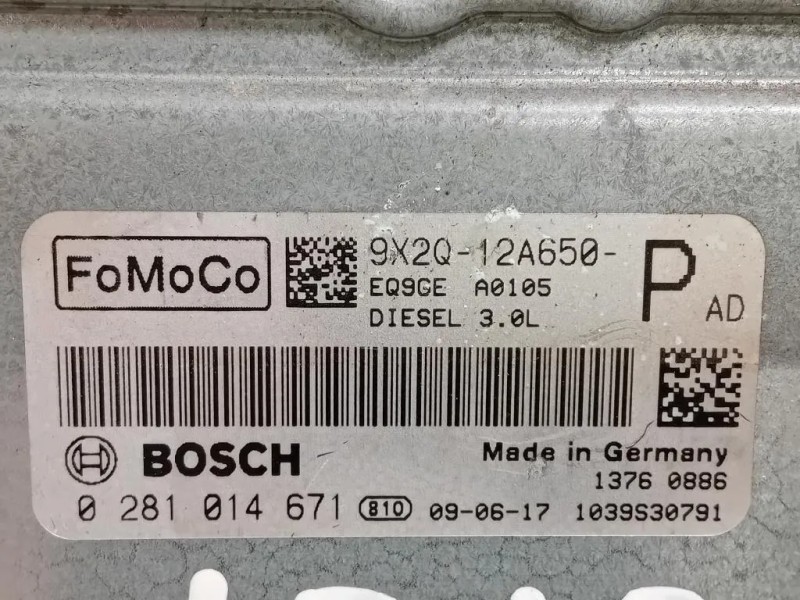 FoMoCo
9X2Q-12A650-
EQ9GE A0105
DIESEL 3.0L
P AD
BOSCH
Made in Germany
1376 0886
0 281 014 671 810 09-06-17 1039S30791